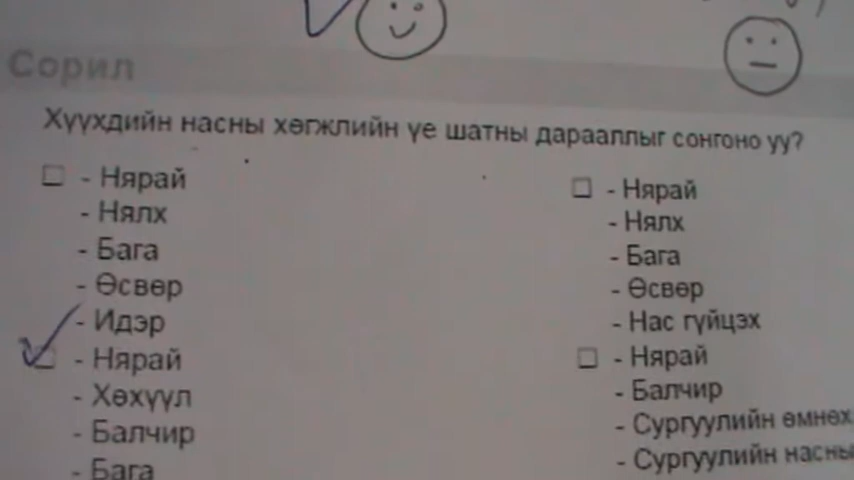 Сорил
Хүүхдийн насны хөгжлийн үе шатны дарааллыг сонгоно уу?
- Нярай
- Нялх
- Бага
- Өсвөр
- Идэр
- Нярай
- Хөхүүл
- Балчир
- Бага
- Нярай
- Нялх
- Бага
- Өсвөр
- Нас гүйцэх
- Нярай
- Балчир
- Сургуулийн өмнөх
- Сургуулийн насны